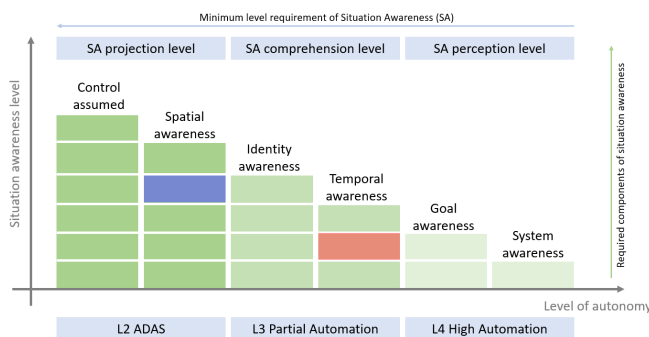 Minimum level requirement of Situation Awareness (SA)
SA projection level
SA comprehension level
SA perception level
Control
assumed
Spatial
awareness
Identity
awareness
Temporal
awareness
Goal
awareness
System
awareness
Situation awareness level
Required components of situation awareness
Level of autonomy
L2 ADAS
L3 Partial Automation
L4 High Automation